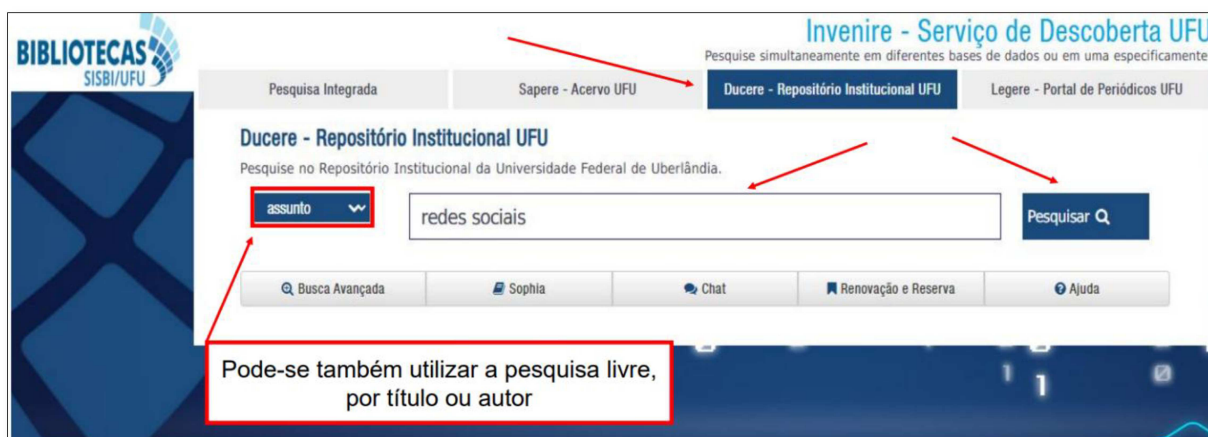 BIBLIOTECAS
SISBI/UFU
Invenire - Serviço de Descoberta UFU
Pesquise simultaneamente em diferentes bases de dados ou em uma especificamente
Pesquisa Integrada
Sapere - Acervo UFU
Ducere - Repositório Institucional UFU
Legere - Portal de Periódicos UFU
Ducere - Repositório Institucional UFU
Pesquise no Repositório Institucional da Universidade Federal de Uberlândia.
assunto
redes sociais
Pesquisar
Busca Avançada
Sophia
Chat
Renovação e Reserva
Ajuda
Pode-se também utilizar a pesquisa livre,
por título ou autor
1
1
0